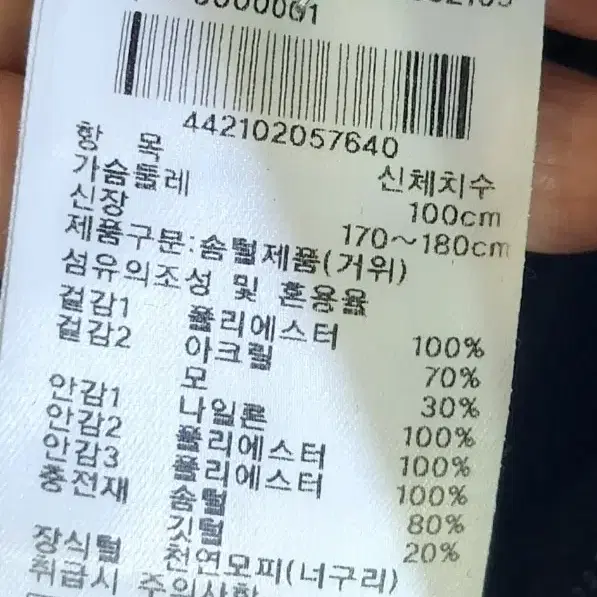 0000001
442102057640
항 목 신체치수
가슴둘레 100cm
신장 170~180cm
제품구분:솜털제품(거위)
섬유의조성 및 혼용율
겉감1 폴리에스터 100%
겉감2 아크릴 70%
모 30%
안감1 나일론 100%
안감2 폴리에스터 100%
안감3 폴리에스터 100%
충전재 솜털 80%
깃털 20%
장식털 천연모피(너구리)
취급시 주의사항